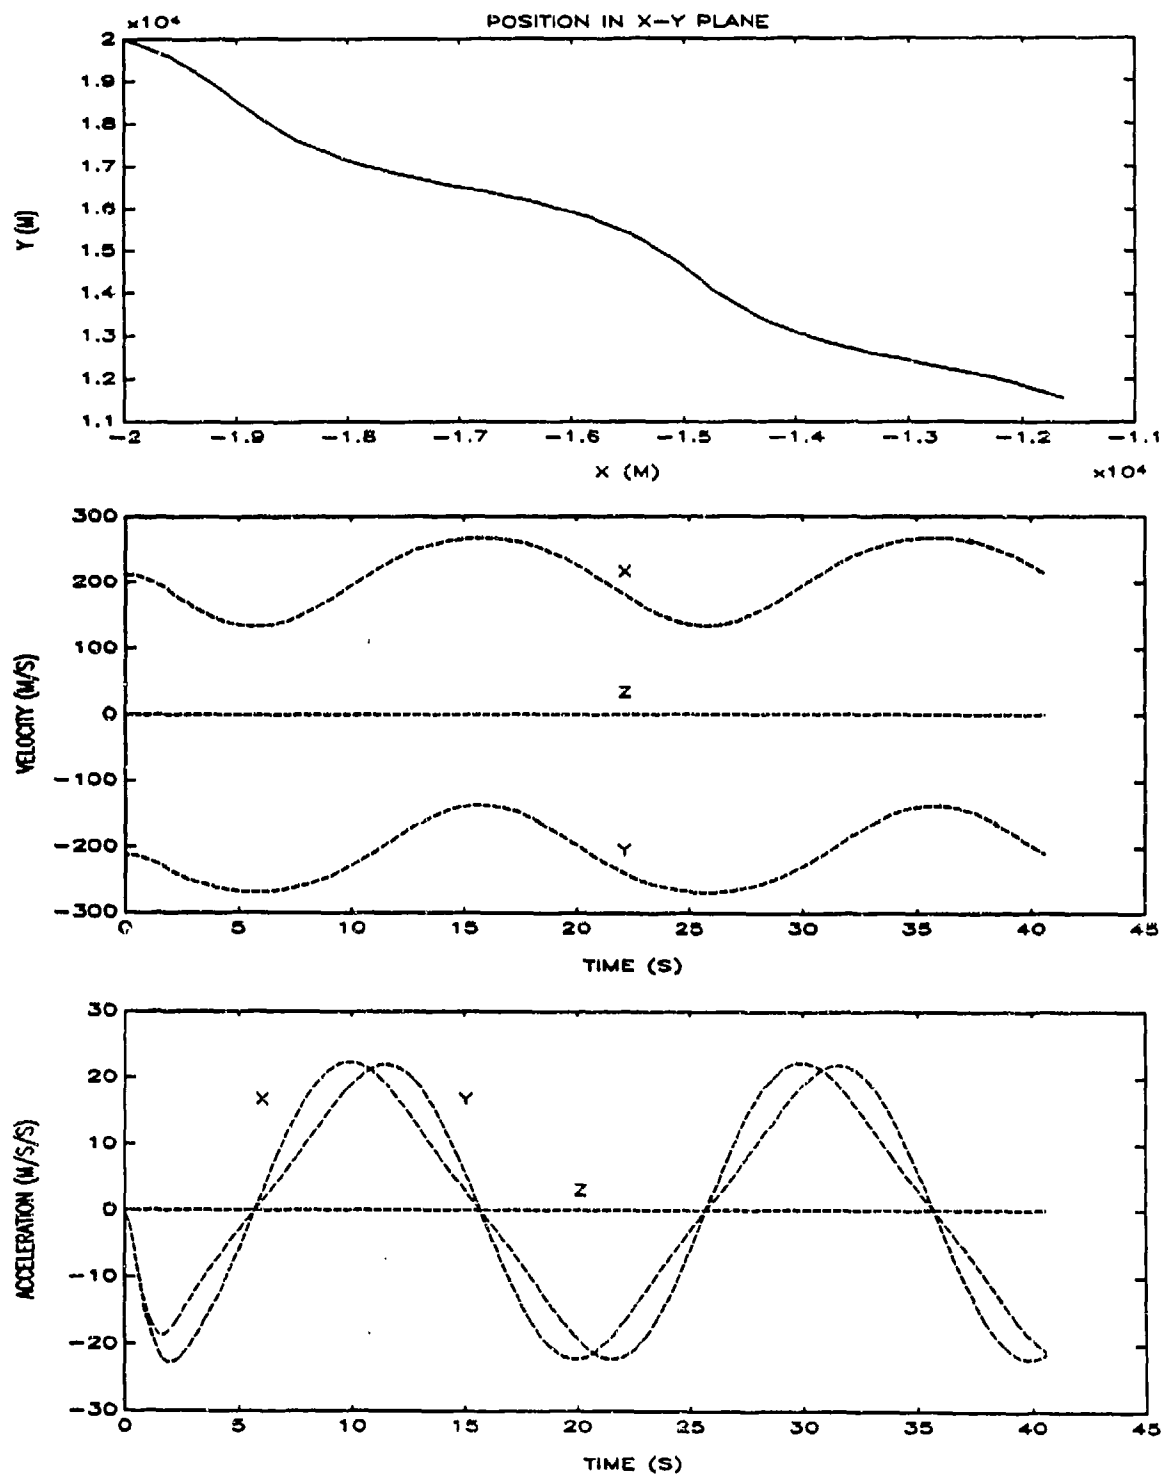 ×10⁴ POSITION IN X-Y PLANE
2
1.9
1.8
1.7
1.6
1.5
1.4
1.3
1.2
1.1
Y (M)
-2 -1.9 -1.8 -1.7 -1.6 -1.5 -1.4 -1.3 -1.2 -1.1
X (M) ×10⁴
300
200
100
0
-100
-200
-300
VELOCITY (M/S)
X
Z
Y
0 5 10 15 20 25 30 35 40 45
TIME (S)
30
20
10
0
-10
-20
-30
ACCELERATION (M/S/S)
X Y
Z
0 5 10 15 20 25 30 35 40 45
TIME (S)